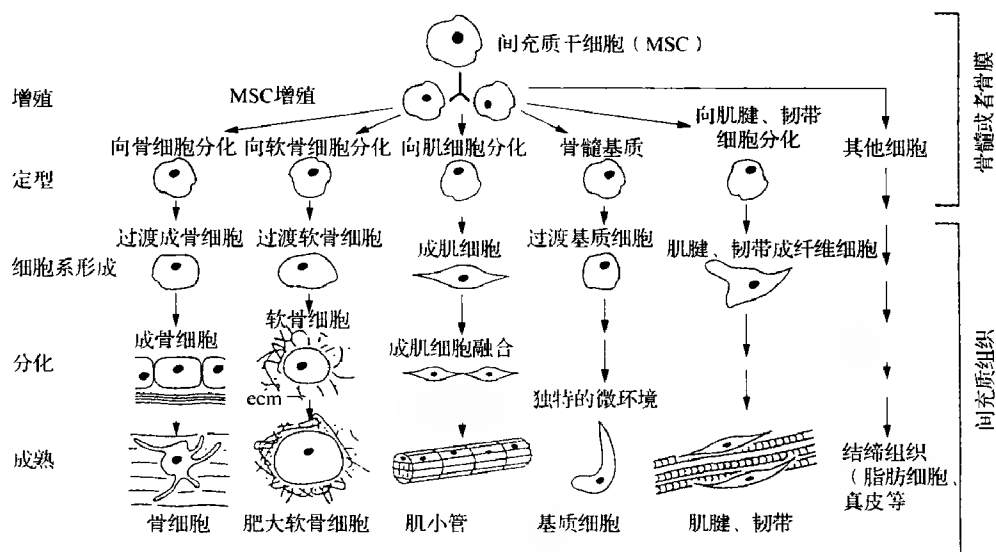 间充质干细胞（MSC）
增殖
MSC增殖
向肌腱、韧带
细胞分化
向骨细胞分化
向软骨细胞分化
向肌细胞分化
骨髓基质
其他细胞
骨髓或者骨膜
定型
过渡成骨细胞
过渡软骨细胞
成肌细胞
过渡基质细胞
肌腱、韧带成纤维细胞
细胞系形成
软骨细胞
成骨细胞
成肌细胞融合
分化
ecm
独特的微环境
间充质组织
成熟
结缔组织
（脂肪细胞、
真皮等
骨细胞
肥大软骨细胞
肌小管
基质细胞
肌腱、韧带